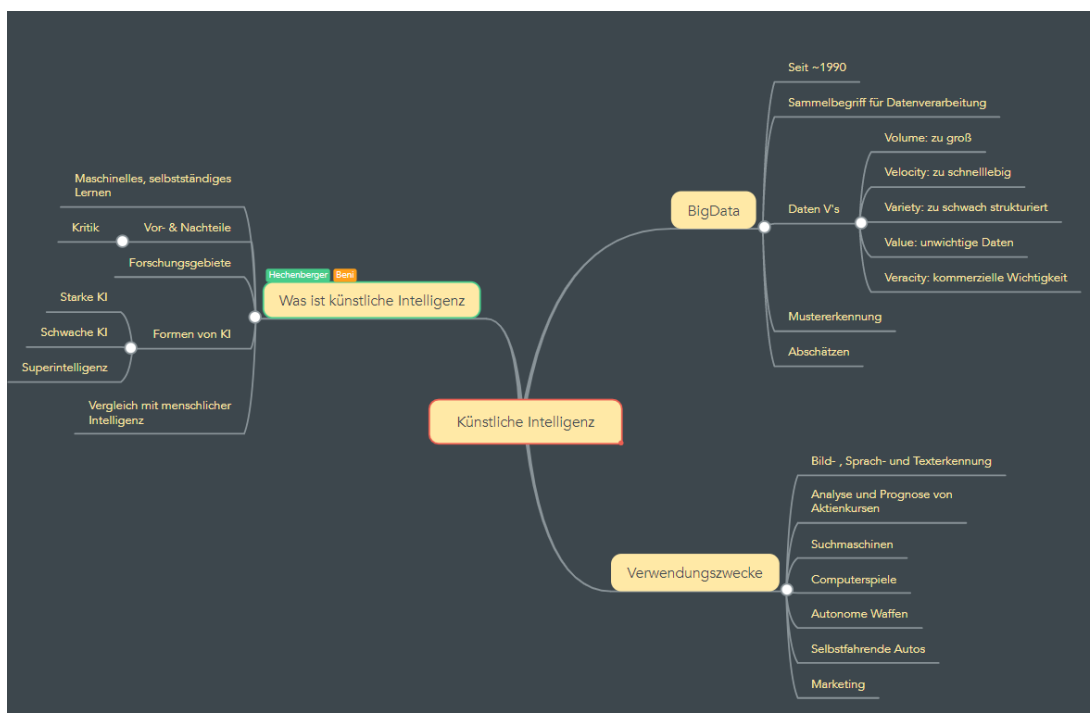 Künstliche Intelligenz
Hechenberger
Beni
Was ist künstliche Intelligenz
Maschinelles, selbstständiges
Lernen
Vor- & Nachteile
Kritik
Forschungsgebiete
Formen von KI
Starke KI
Schwache KI
Superintelligenz
Vergleich mit menschlicher
Intelligenz
BigData
Seit ~1990
Sammelbegriff für Datenverarbeitung
Daten V's
Volume: zu groß
Velocity: zu schnelllebig
Variety: zu schwach strukturiert
Value: unwichtige Daten
Veracity: kommerzielle Wichtigkeit
Mustererkennung
Abschätzen
Verwendungszwecke
Bild- , Sprach- und Texterkennung
Analyse und Prognose von
Aktienkursen
Suchmaschinen
Computerspiele
Autonome Waffen
Selbstfahrende Autos
Marketing